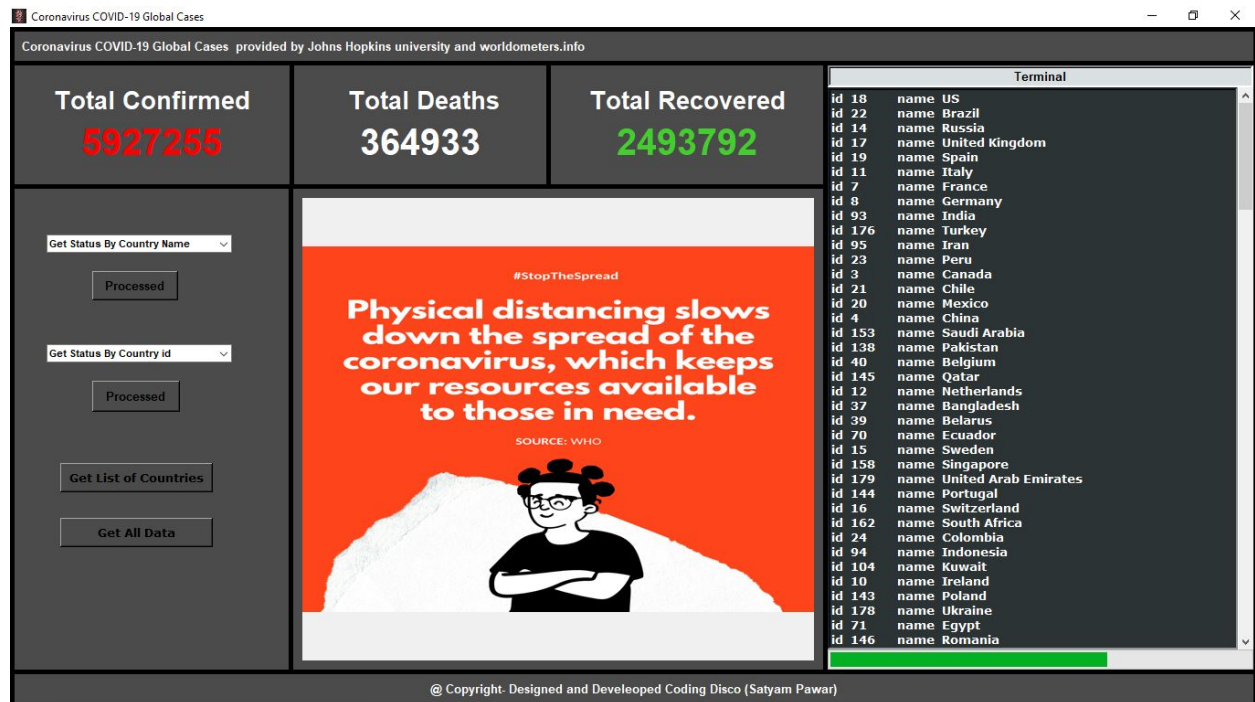 Coronavirus COVID-19 Global Cases
Coronavirus COVID-19 Global Cases provided by Johns Hopkins university and worldometers.info
Total Confirmed
5927255
Total Deaths
364933
Total Recovered
2493792
Get Status By Country Name
Processed
Get Status By Country id
Processed
Get List of Countries
Get All Data
#StopTheSpread
Physical distancing slows
down the spread of the
coronavirus, which keeps
our resources available
to those in need.
SOURCE: WHO
Terminal
id 18 name US
id 22 name Brazil
id 14 name Russia
id 17 name United Kingdom
id 19 name Spain
id 11 name Italy
id 7 name France
id 8 name Germany
id 93 name India
id 176 name Turkey
id 95 name Iran
id 23 name Peru
id 3 name Canada
id 21 name Chile
id 20 name Mexico
id 4 name China
id 153 name Saudi Arabia
id 138 name Pakistan
id 40 name Belgium
id 145 name Qatar
id 12 name Netherlands
id 37 name Bangladesh
id 39 name Belarus
id 70 name Ecuador
id 15 name Sweden
id 158 name Singapore
id 179 name United Arab Emirates
id 144 name Portugal
id 16 name Switzerland
id 162 name South Africa
id 24 name Colombia
id 94 name Indonesia
id 104 name Kuwait
id 10 name Ireland
id 143 name Poland
id 178 name Ukraine
id 71 name Egypt
id 146 name Romania
@ Copyright- Designed and Develeoped Coding Disco (Satyam Pawar)